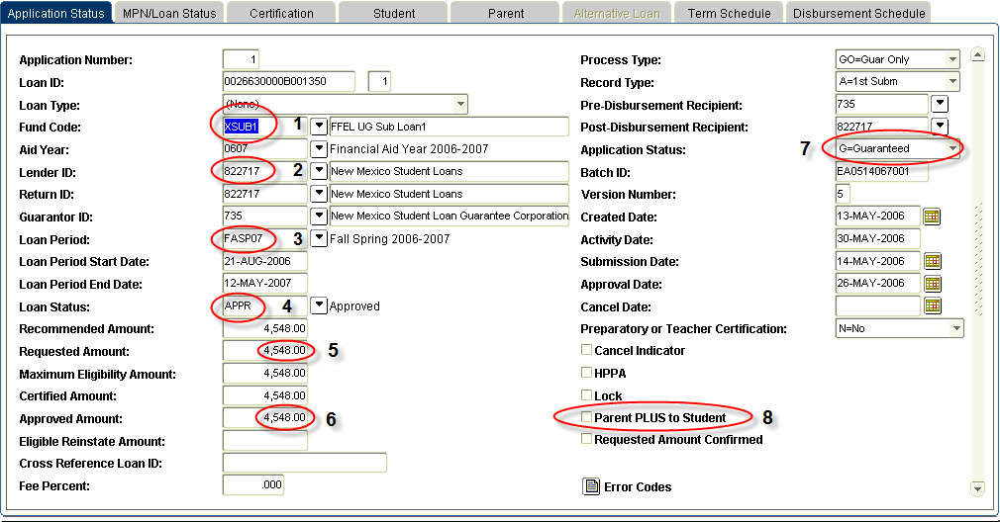 Application Status MPN/Loan Status Certification Student Parent Alternative Loan Term Schedule Disbursement Schedule
Application Number: 1
Loan ID: 0026630000B001350 1
Loan Type: (None)
Fund Code: XSUB1 1 FFEL UG Sub Loan1
Aid Year: 0607 Financial Aid Year 2006-2007
Lender ID: 822717 2 New Mexico Student Loans
Return ID: 822717 New Mexico Student Loans
Guarantor ID: 735 New Mexico Student Loan Guarantee Corporation
Loan Period: FASP07 3 Fall Spring 2006-2007
Loan Period Start Date: 21-AUG-2006
Loan Period End Date: 12-MAY-2007
Loan Status: APPR 4 Approved
Recommended Amount: 4,548.00
Requested Amount: 4,548.00 5
Maximum Eligibility Amount: 4,548.00
Certified Amount: 4,548.00
Approved Amount: 4,548.00 6
Eligible Reinstate Amount:
Cross Reference Loan ID:
Fee Percent: .000
Process Type: GO=Guar Only
Record Type: A=1st Subm
Pre-Disbursement Recipient: 735
Post-Disbursement Recipient: 822717
7 Application Status: G=Guaranteed
Batch ID: EA0514067001
Version Number: 5
Created Date: 13-MAY-2006
Activity Date: 30-MAY-2006
Submission Date: 14-MAY-2006
Approval Date: 26-MAY-2006
Cancel Date:
Preparatory or Teacher Certification: N=No
Cancel Indicator
HPPA
Lock
Parent PLUS to Student 8
Requested Amount Confirmed
Error Codes